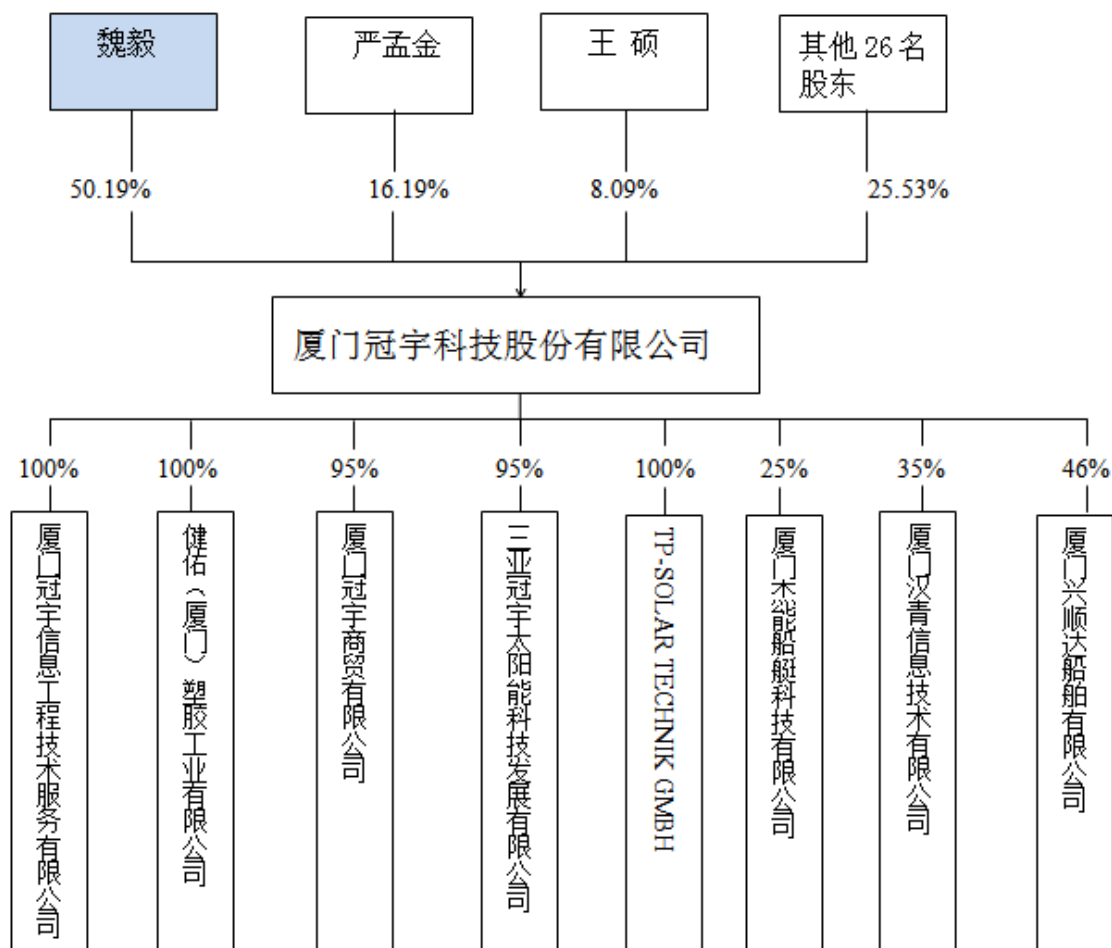 魏毅
严孟金
王 硕
其他 26 名
股东
50.19%
16.19%
8.09%
25.53%
厦门冠宇科技股份有限公司
100%
100%
95%
95%
100%
25%
35%
46%
厦门冠宇信息工程技术服务有限公司
健佑（厦门）塑胶工业有限公司
厦门冠宇商贸有限公司
三亚冠宇太阳能科技发展有限公司
TP-SOLAR TECHNIK GMBH
厦门禾能船艇科技有限公司
厦门汉青信息技术有限公司
厦门兴顺达船舶有限公司